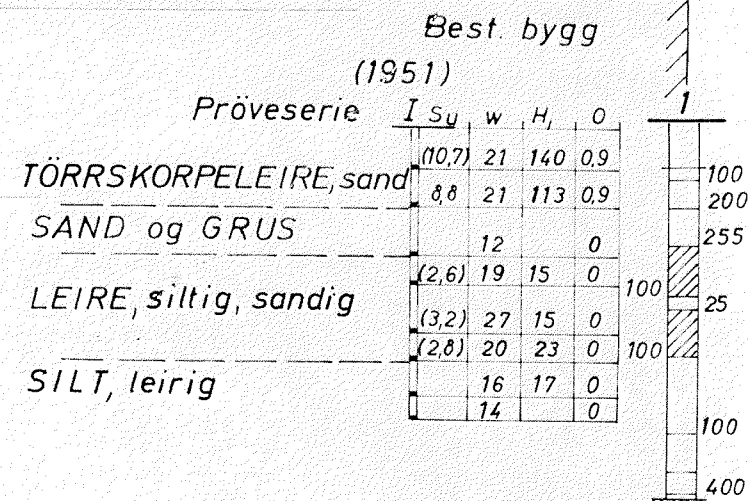 Best. bygg
(1951)
Pröveserie I Su w H₁ O
1
(10,7) 21 140 0,9
TÖRRSKORPELEIRE, sand
100
8,8 21 113 0,9
200
SAND og GRUS
12 0
255
(2,6) 19 15 0
100
LEIRE, siltig, sandig
25
(3,2) 27 15 0
(2,8) 20 23 0
100
SILT, leirig
16 17 0
14 0
100
400